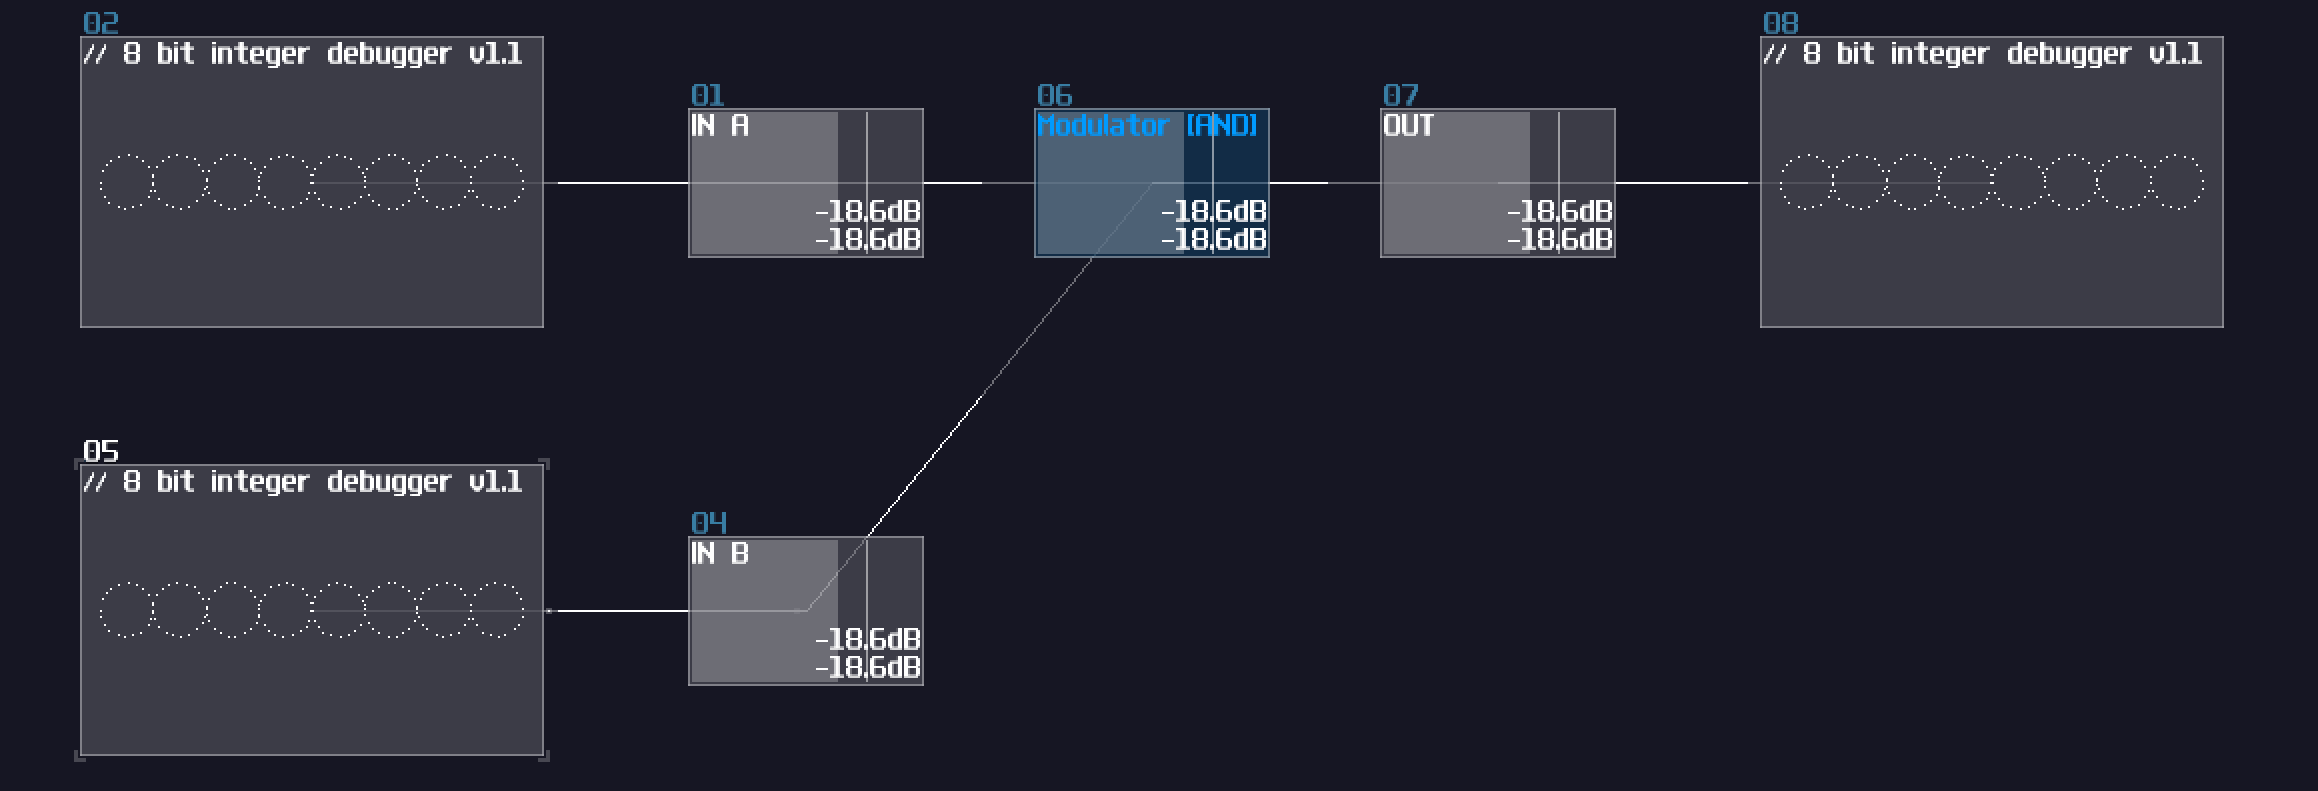 02
// 8 bit integer debugger v1.1
01
IN A
-18.6dB
-18.6dB
06
Modulator [AND]
-18.6dB
-18.6dB
07
OUT
-18.6dB
-18.6dB
08
// 8 bit integer debugger v1.1
05
// 8 bit integer debugger v1.1
04
IN B
-18.6dB
-18.6dB